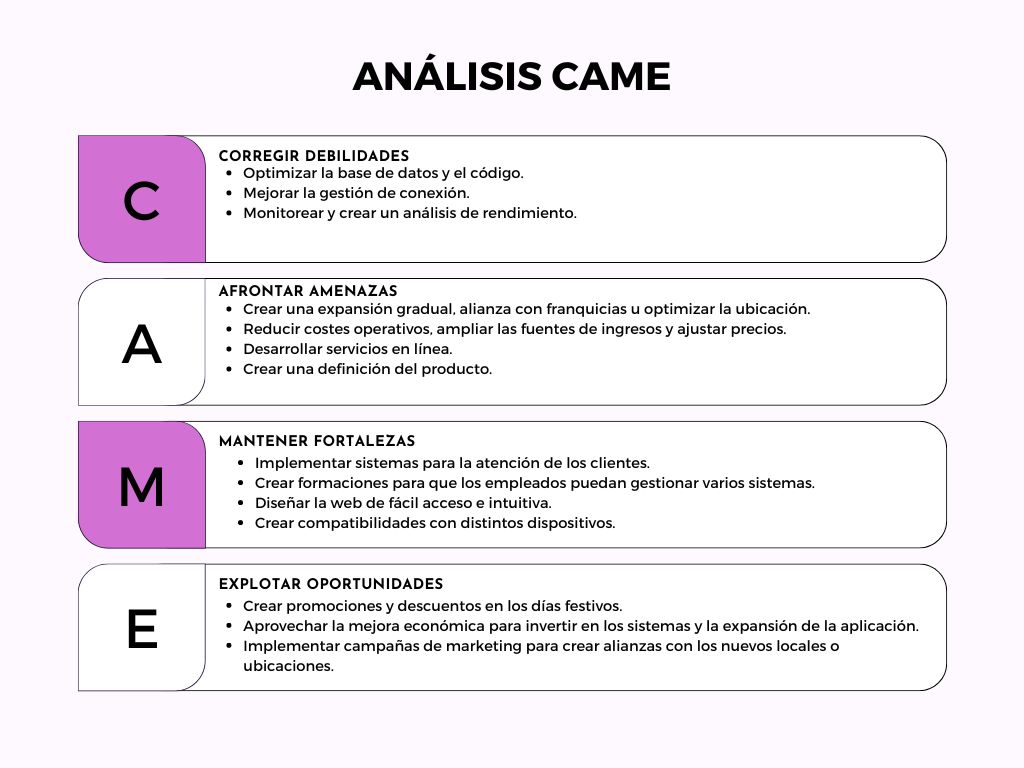 ANÁLISIS CAME
C
CORREGIR DEBILIDADES
• Optimizar la base de datos y el código.
• Mejorar la gestión de conexión.
• Monitorear y crear un análisis de rendimiento.
A
AFRONTAR AMENAZAS
• Crear una expansión gradual, alianza con franquicias u optimizar la ubicación.
• Reducir costes operativos, ampliar las fuentes de ingresos y ajustar precios.
• Desarrollar servicios en línea.
• Crear una definición del producto.
M
MANTENER FORTALEZAS
• Implementar sistemas para la atención de los clientes.
• Crear formaciones para que los empleados puedan gestionar varios sistemas.
• Diseñar la web de fácil acceso e intuitiva.
• Crear compatibilidades con distintos dispositivos.
E
EXPLOTAR OPORTUNIDADES
• Crear promociones y descuentos en los días festivos.
• Aprovechar la mejora económica para invertir en los sistemas y la expansión de la aplicación.
• Implementar campañas de marketing para crear alianzas con los nuevos locales o
ubicaciones.